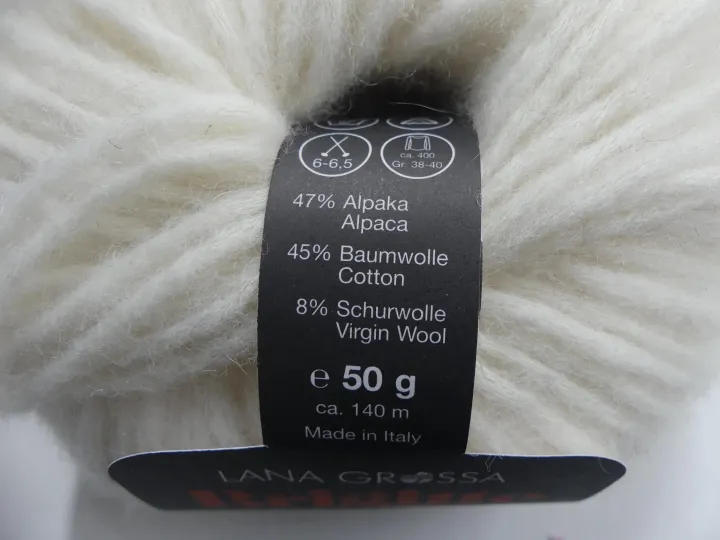 6-6,5
ca. 400
Gr. 38-40
47% Alpaka
Alpaca
45% Baumwolle
Cotton
8% Schurwolle
Virgin Wool
e 50 g
ca. 140 m
Made in Italy
LANA GROSSA